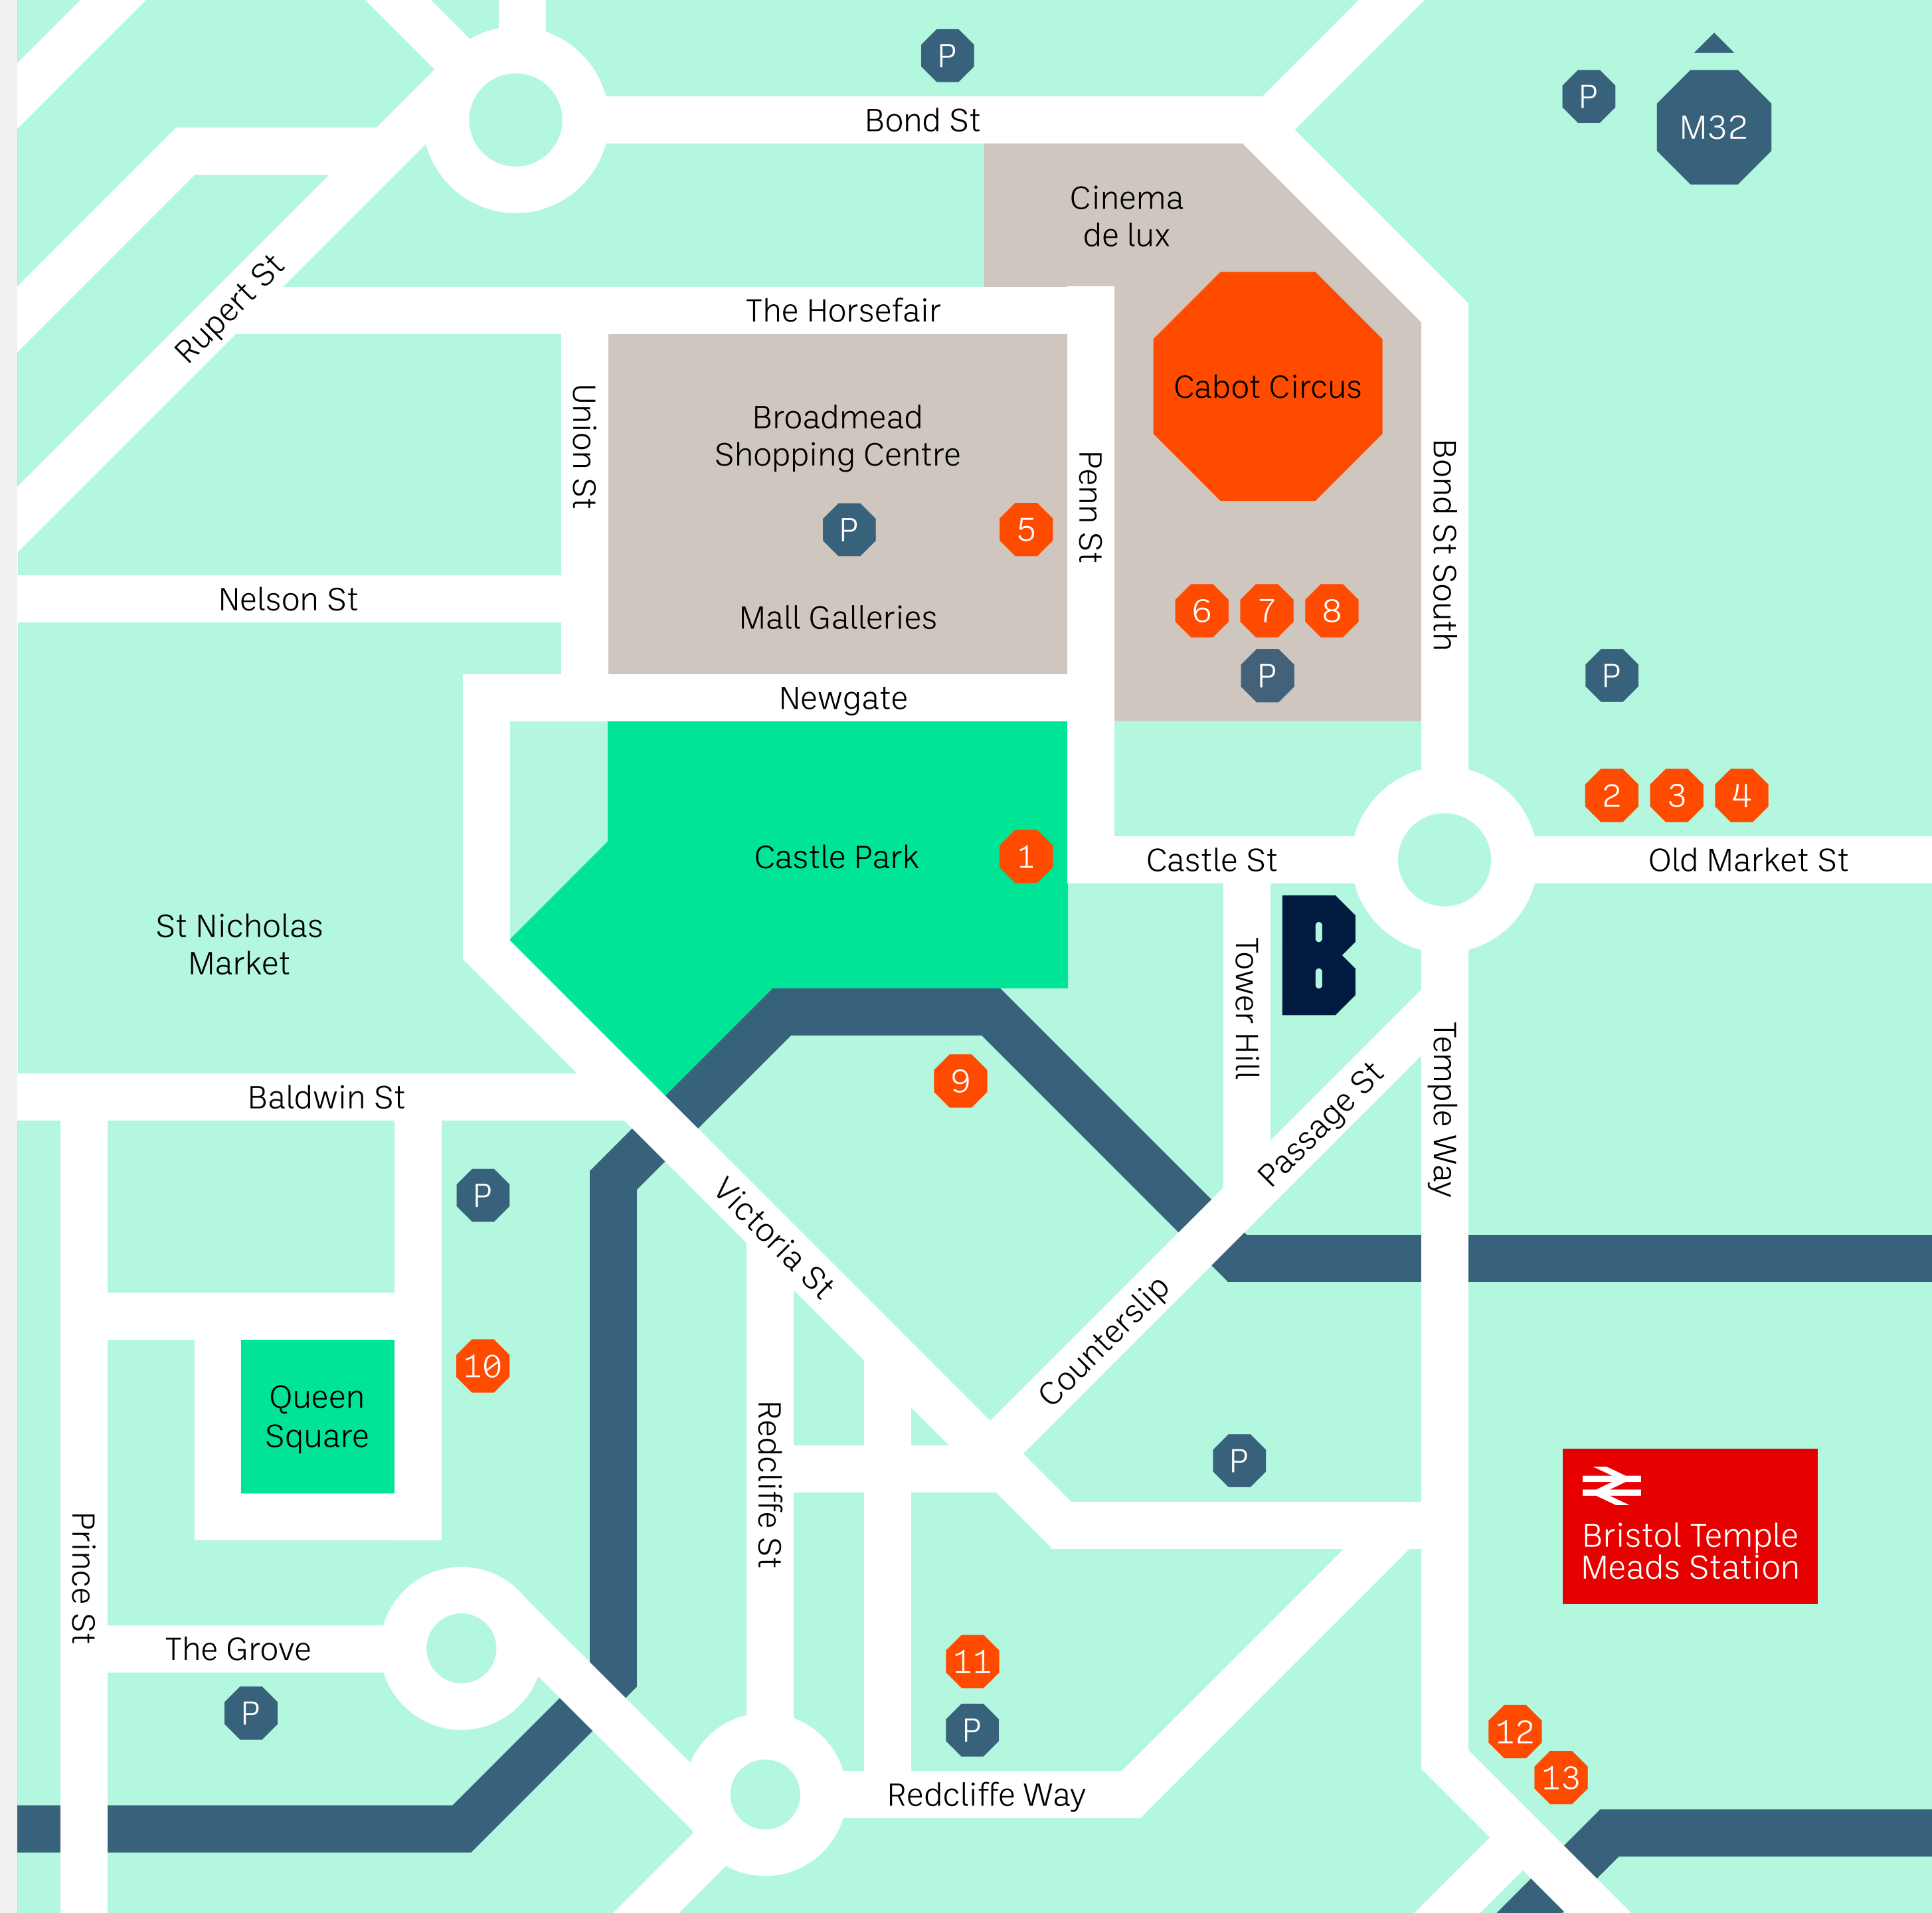 P
P
M32
Bond St
Cinema
de lux
Rupert St
The Horsefair
Cabot Circus
Union St
Broadmead
Shopping Centre
Penn St
Bond St South
P
5
Nelson St
Mall Galleries
6
7
8
P
P
Newgate
2
3
4
Castle Park
1
Castle St
Old Market St
St Nicholas
Market
Tower Hill
B
9
Baldwin St
Passage St
Temple Way
P
Victoria St
Counterslip
10
Queen
Square
Redcliffe St
P
Bristol Temple
Meads Station
Prince St
The Grove
11
P
P
12
13
Redcliffe Way